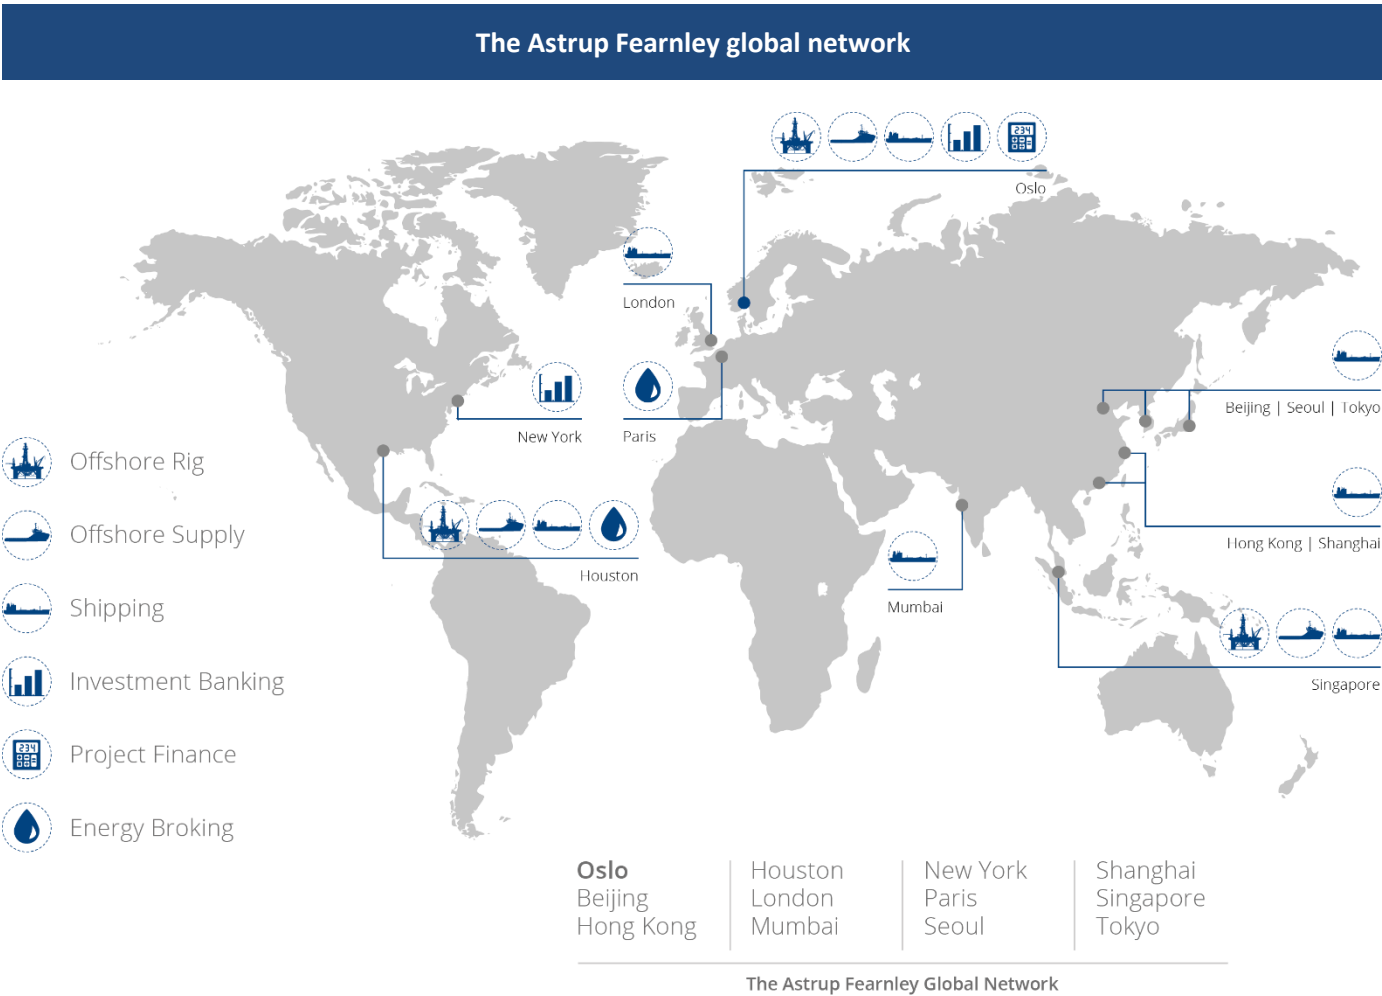 The Astrup Fearnley global network
Oslo
London
New York
Paris
Beijing | Seoul | Tokyo
Houston
Hong Kong | Shanghai
Mumbai
Singapore
Offshore Rig
Offshore Supply
Shipping
Investment Banking
234
Project Finance
Energy Broking
234
Oslo
Beijing
Hong Kong
Houston
London
Mumbai
New York
Paris
Seoul
Shanghai
Singapore
Tokyo
The Astrup Fearnley Global Network